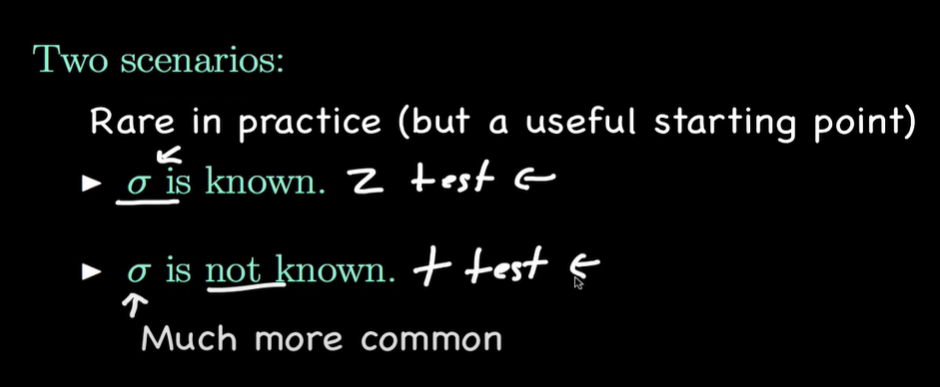 Two scenarios:
Rare in practice (but a useful starting point)
► σ is known. Z test ←
► σ is not known. t test ←
Much more common